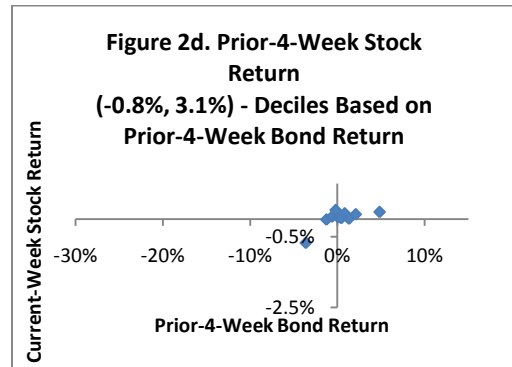 Figure 2d. Prior-4-Week Stock
Return
(-0.8%, 3.1%) - Deciles Based on
Prior-4-Week Bond Return
Current-Week Stock Return
-0.5%
-30%
-20%
-10%
0%
10%
-2.5%
Prior-4-Week Bond Return